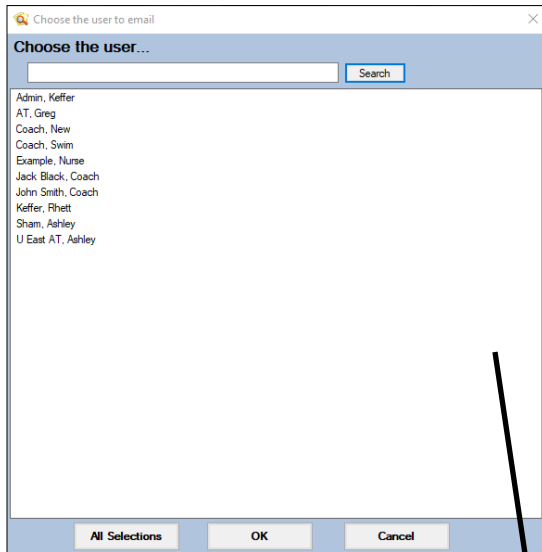 Choose the user to email
Choose the user...
Search
Admin, Keffer
AT, Greg
Coach, New
Coach, Swim
Example, Nurse
Jack Black, Coach
John Smith, Coach
Keffer, Rhett
Sham, Ashley
U East AT, Ashley
All Selections OK Cancel